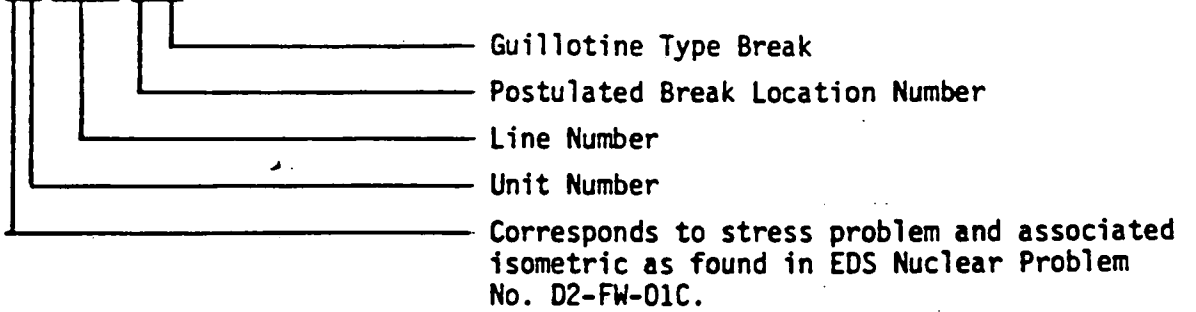 Guillotine Type Break
Postulated Break Location Number
Line Number
Unit Number
Corresponds to stress problem and associated
isometric as found in EDS Nuclear Problem
No. D2-FW-01C.